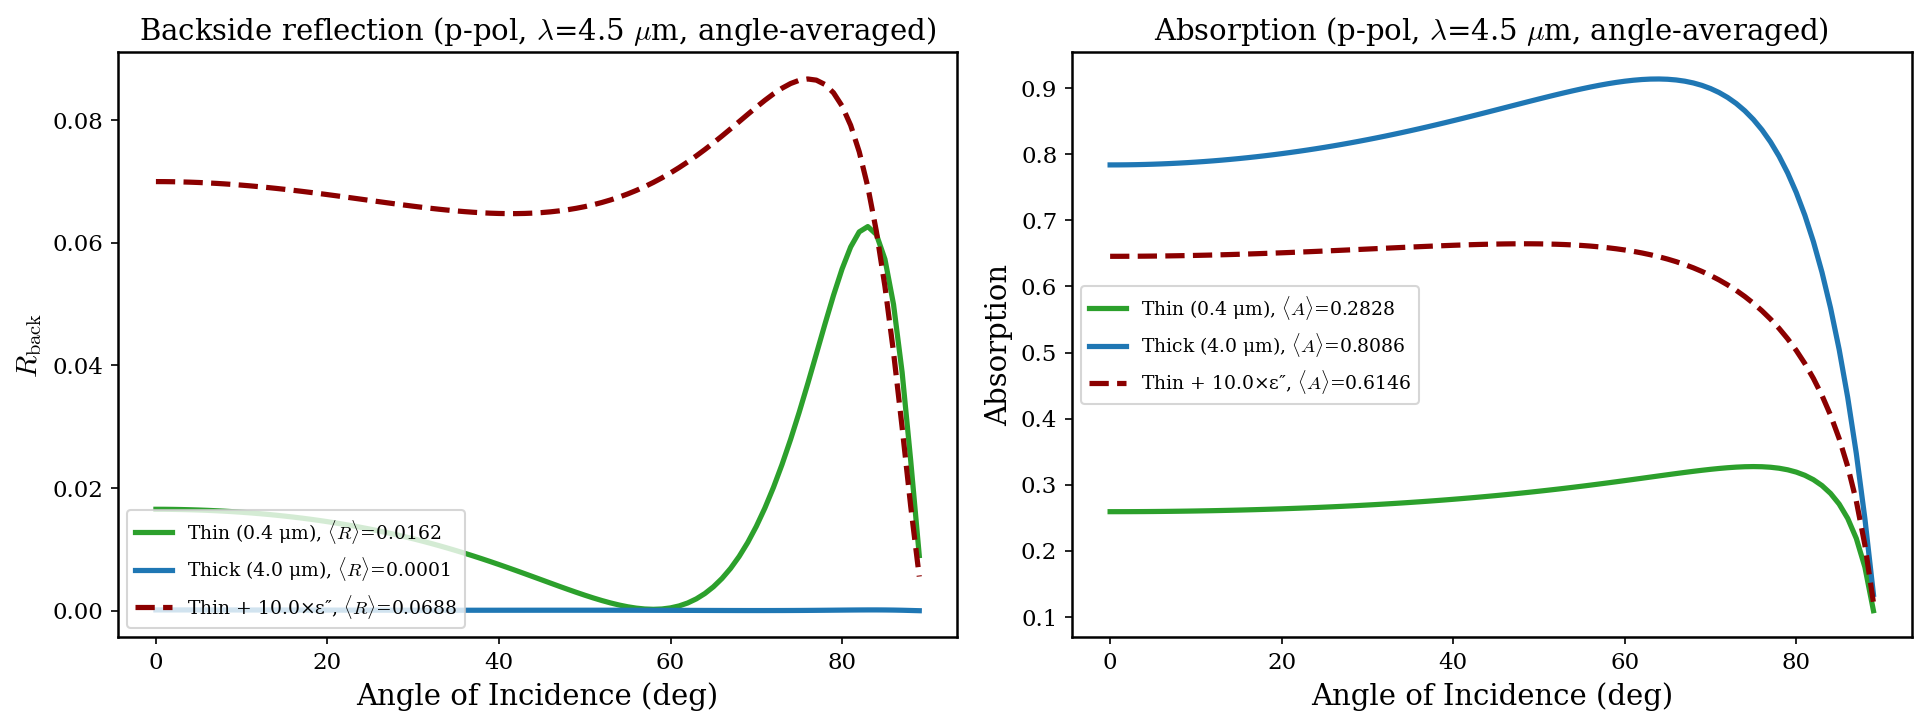 Backside reflection (p-pol, λ=4.5 μm, angle-averaged)
R_back
0.08
0.06
0.04
0.02
0.00
Thin (0.4 μm), ⟨R⟩=0.0162
Thick (4.0 μm), ⟨R⟩=0.0001
Thin + 10.0×ε″, ⟨R⟩=0.0688
0 20 40 60 80
Angle of Incidence (deg)
Absorption (p-pol, λ=4.5 μm, angle-averaged)
Absorption
0.9
0.8
0.7
0.6
0.5
0.4
0.3
0.2
0.1
Thin (0.4 μm), ⟨A⟩=0.2828
Thick (4.0 μm), ⟨A⟩=0.8086
Thin + 10.0×ε″, ⟨A⟩=0.6146
0 20 40 60 80
Angle of Incidence (deg)